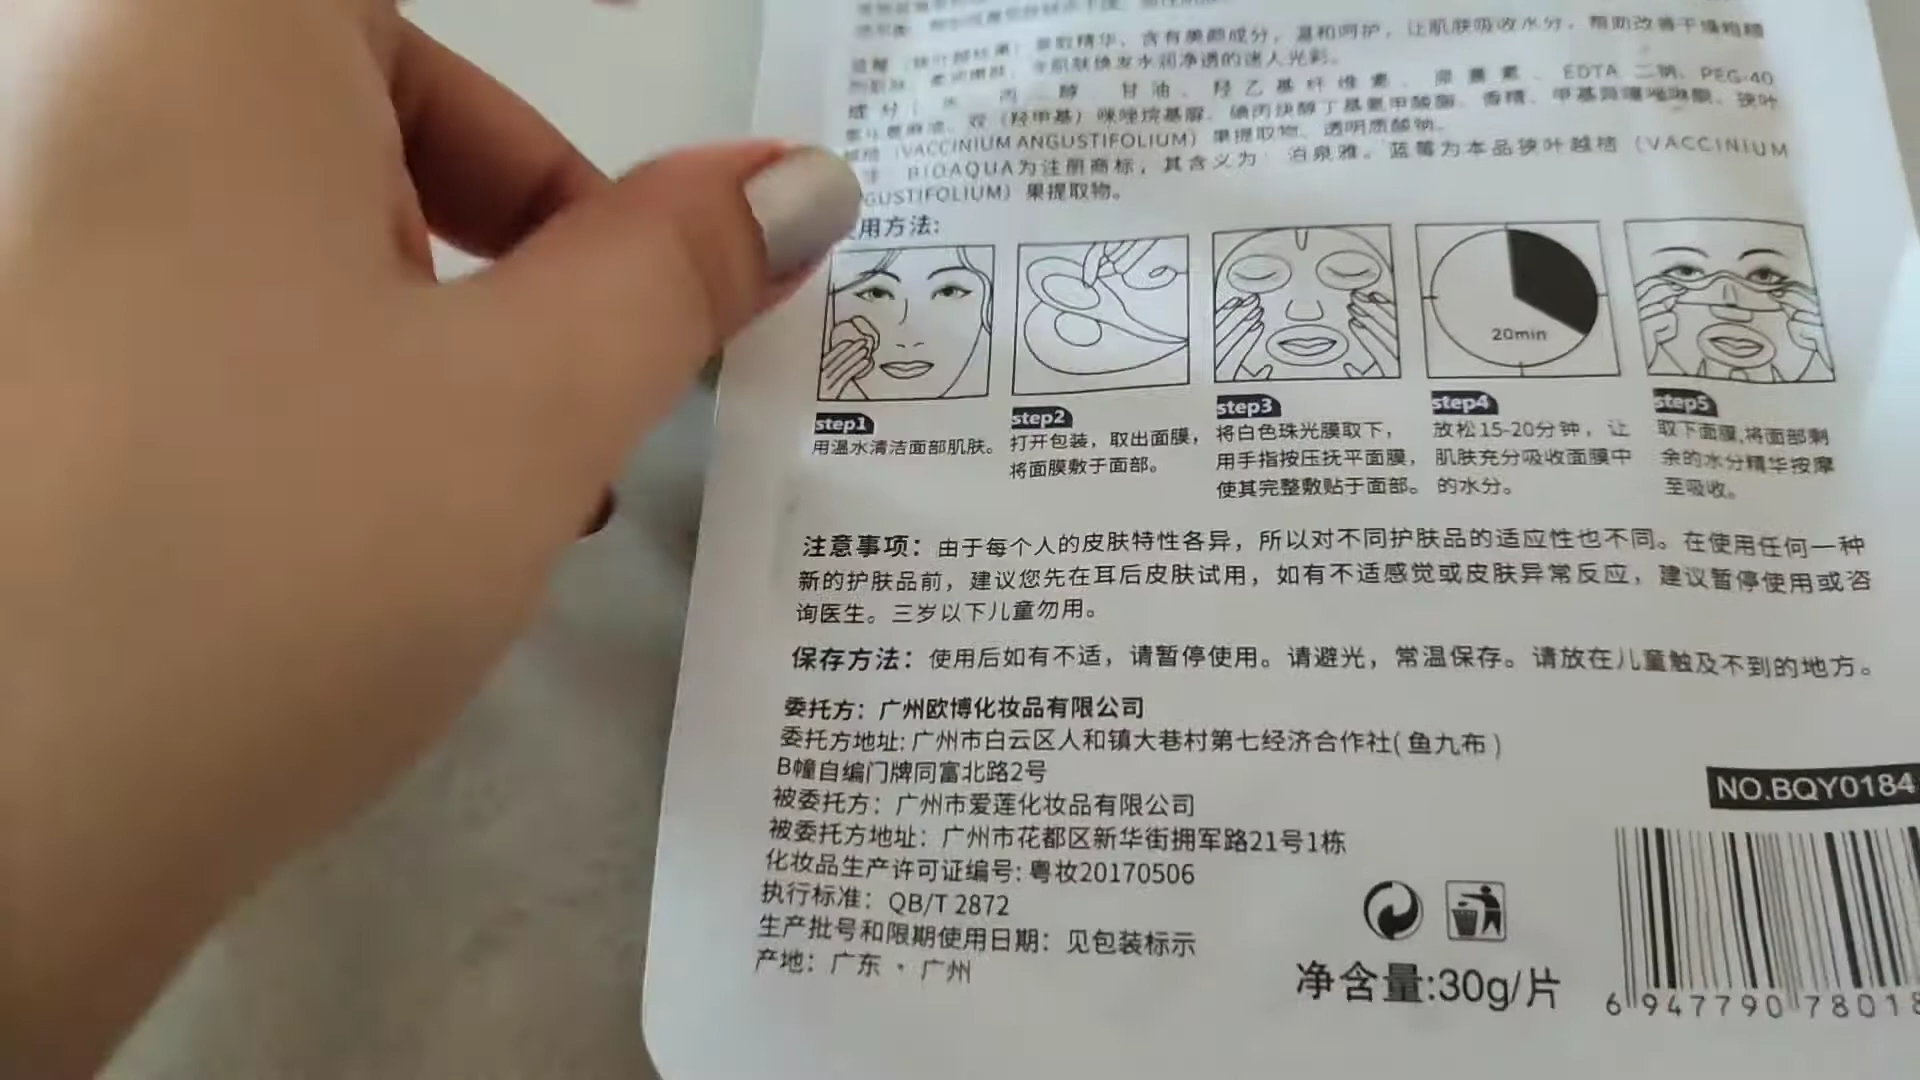 萃取精华、含有美颜成分，温和呵护，让肌肤吸收水分，帮助改善干燥粗糙
肌肤焕发水润净透的迷人光彩。
成分： 甘油、羟乙基纤维素、尿囊素、EDTA 二钠、PEG-40
双（羟甲基）咪唑烷基脲、碘丙炔醇丁基氨甲酸酯、香精、甲基异噻唑啉酮、狭叶
越桔（VACCINIUM ANGUSTIFOLIUM）果提取物、透明质酸钠。
BIOAQUA为注册商标，其含义为：泊泉雅。蓝莓为本品狭叶越桔（VACCINIUM
GUSTIFOLIUM）果提取物。
用方法:
20min
step1
用温水清洁面部肌肤。
step2
打开包装，取出面膜，
将面膜敷于面部。
step3
将白色珠光膜取下，
用手指按压抚平面膜，
使其完整敷贴于面部。
step4
放松15-20分钟，让
肌肤充分吸收面膜中
的水分。
step5
取下面膜,将面部剩
余的水分精华按摩
至吸收。
注意事项：由于每个人的皮肤特性各异，所以对不同护肤品的适应性也不同。在使用任何一种
新的护肤品前，建议您先在耳后皮肤试用，如有不适感觉或皮肤异常反应，建议暂停使用或咨
询医生。三岁以下儿童勿用。
保存方法：使用后如有不适，请暂停使用。请避光，常温保存。请放在儿童触及不到的地方。
委托方：广州欧博化妆品有限公司
委托方地址:广州市白云区人和镇大巷村第七经济合作社(鱼九布)
B幢自编门牌同富北路2号
被委托方：广州市爱莲化妆品有限公司
被委托方地址：广州市花都区新华街拥军路21号1栋
化妆品生产许可证编号:粤妆20170506
执行标准：QB/T 2872
生产批号和限期使用日期：见包装标示
产地：广东·广州
净含量:30g/片
NO.BQY0184
6 947790 78018